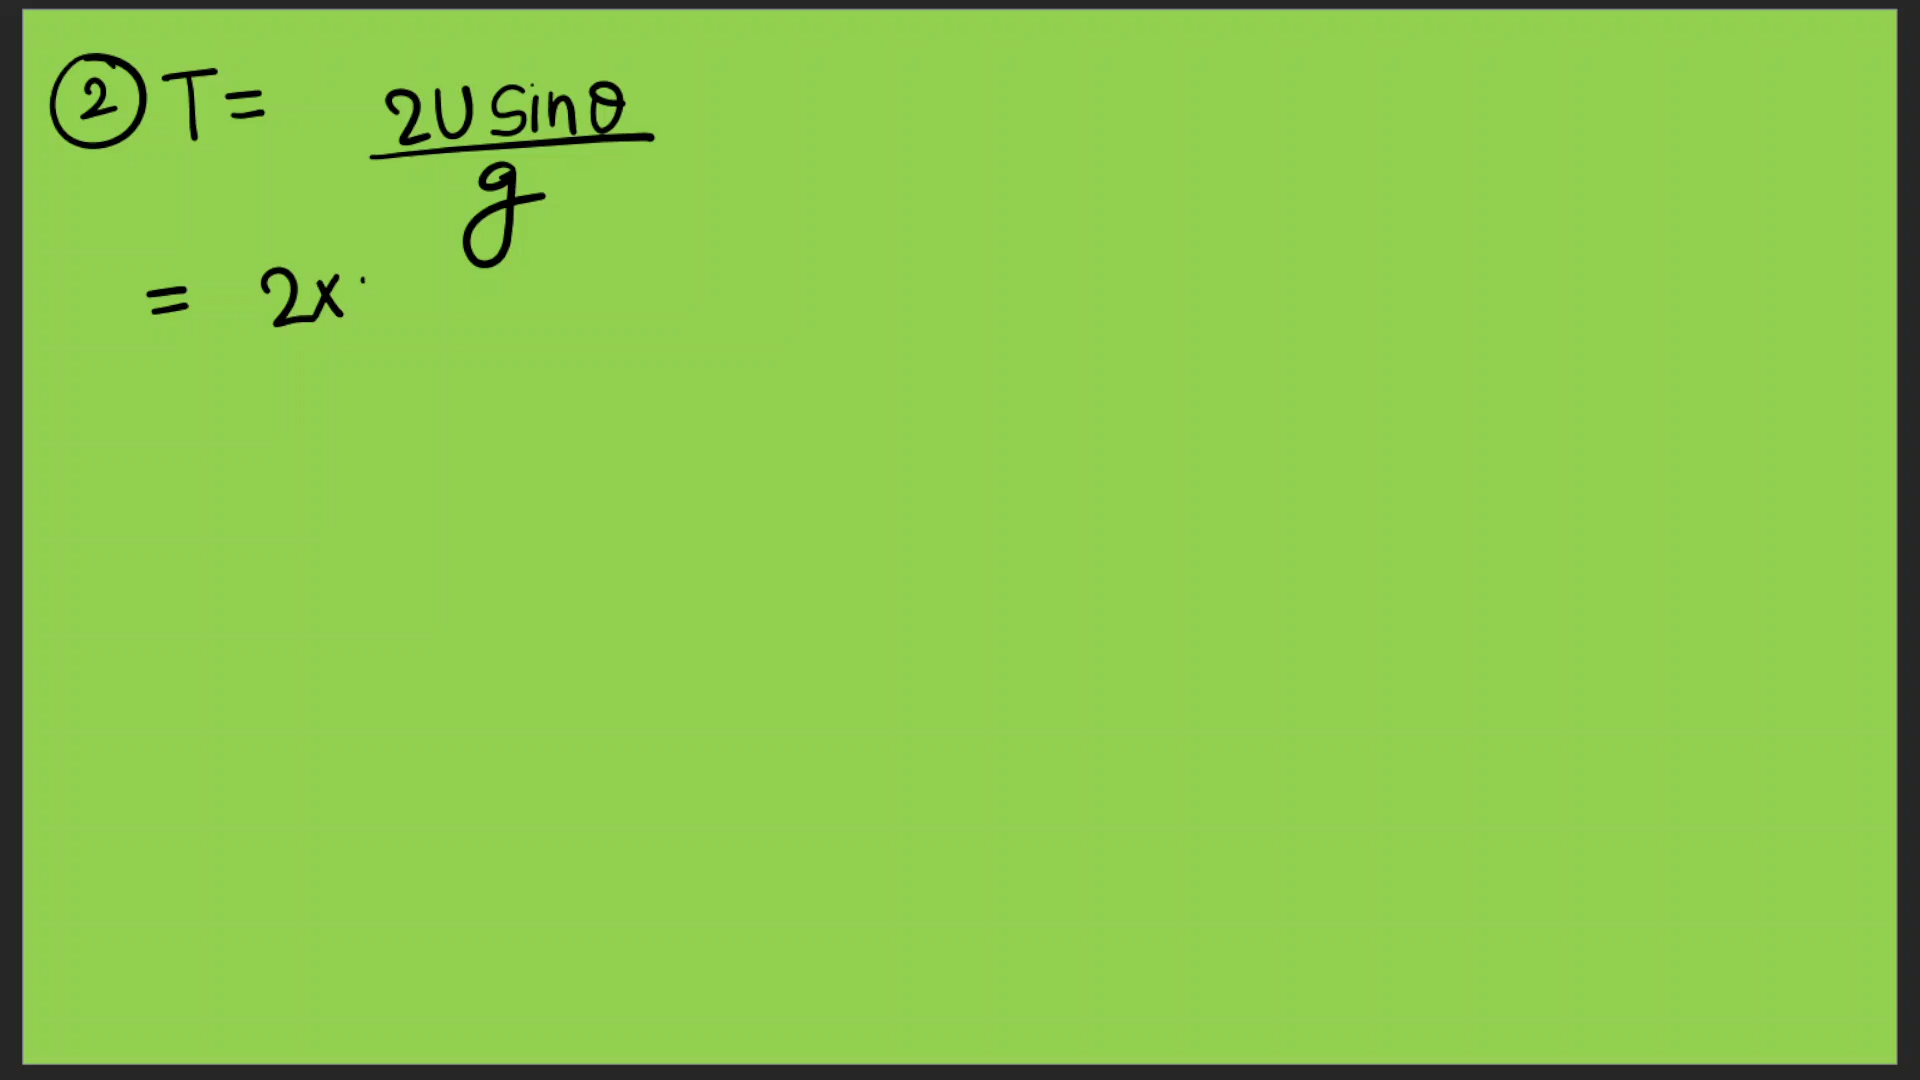 ② T = 2U Sinθ
g
= 2x